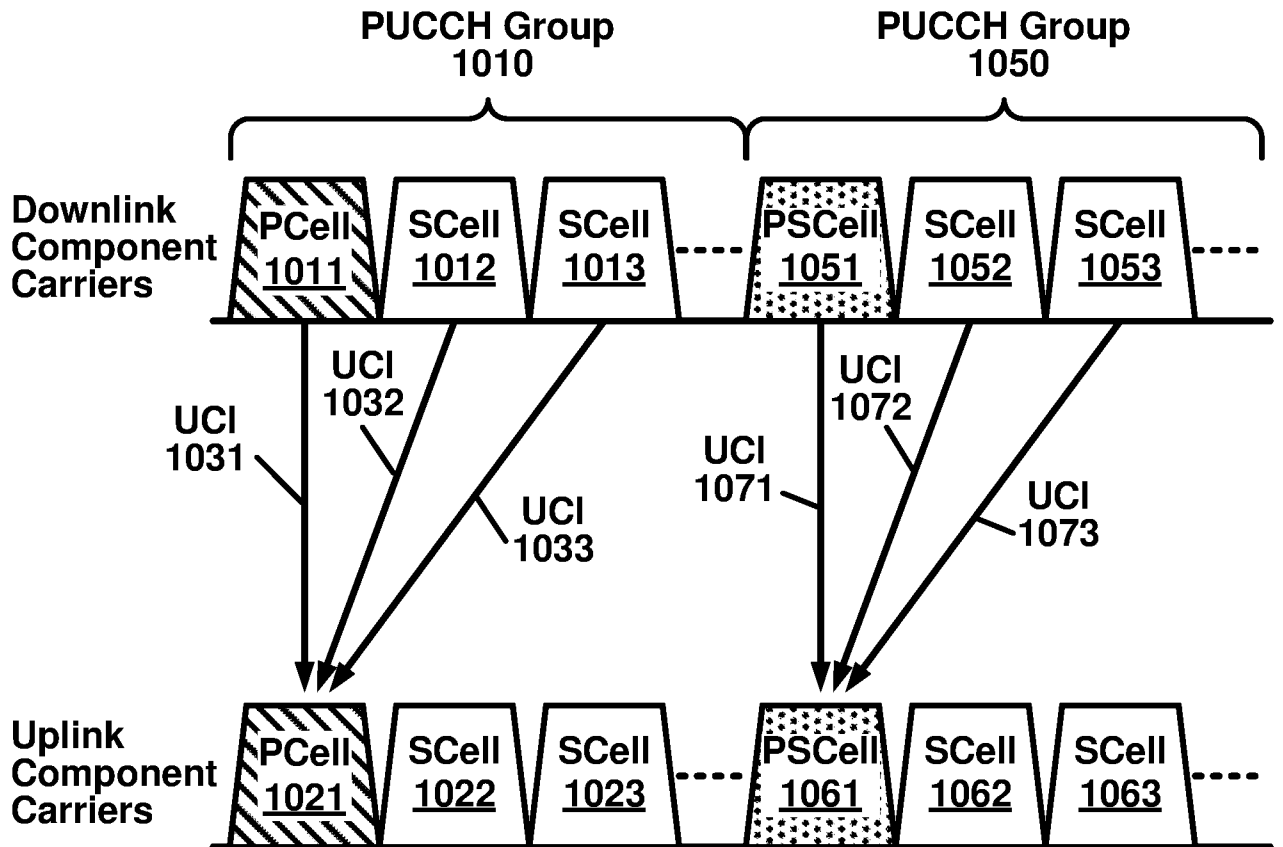 PUCCH Group
1010
PUCCH Group
1050
Downlink
Component
Carriers
PCell
1011
SCell
1012
SCell
1013
PSCell
1051
SCell
1052
SCell
1053
UCI
1031
UCI
1032
UCI
1033
UCI
1071
UCI
1072
UCI
1073
Uplink
Component
Carriers
PCell
1021
SCell
1022
SCell
1023
PSCell
1061
SCell
1062
SCell
1063